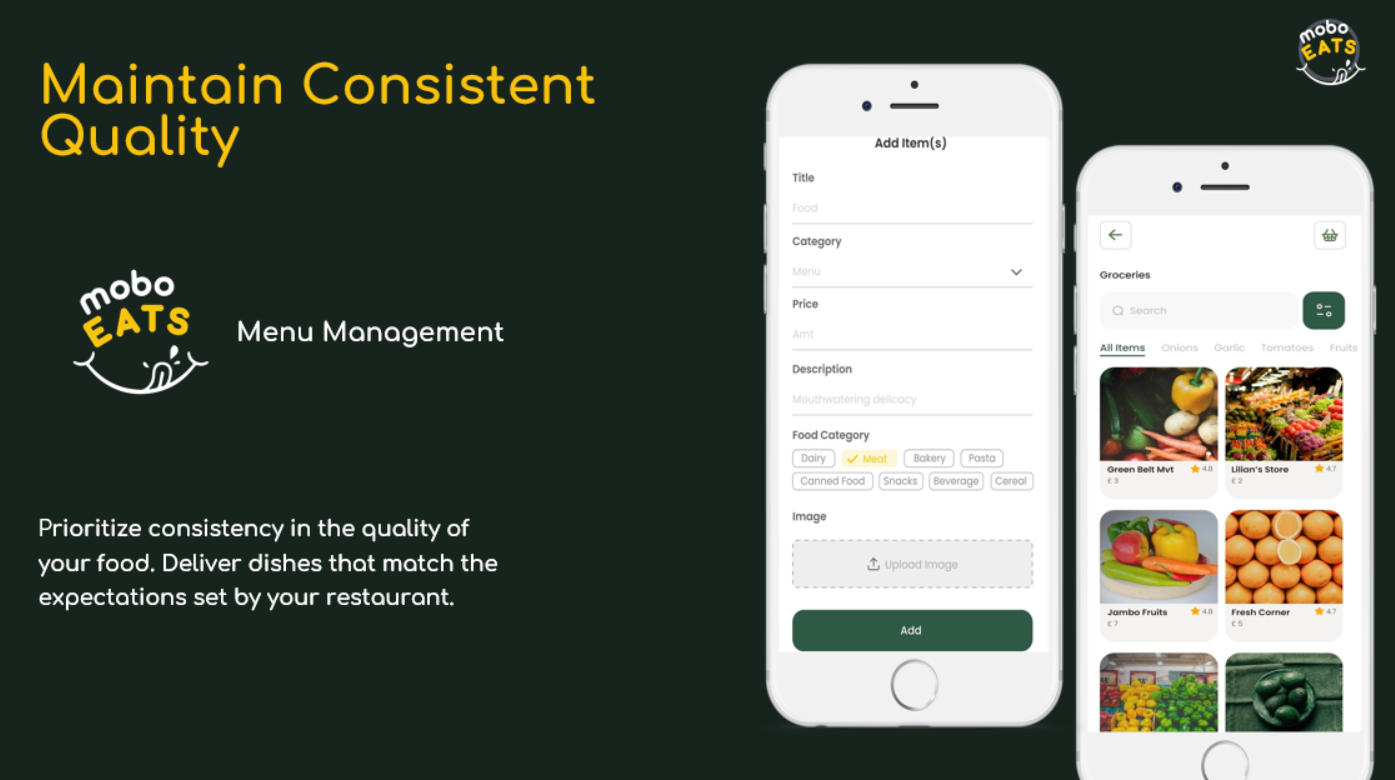 mobo
EATS
Maintain Consistent
Quality
mobo
EATS
Menu Management
Prioritize consistency in the quality of
your food. Deliver dishes that match the
expectations set by your restaurant.
Add Item(s)
Title
Food
Category
Menu
Price
Amt
Description
Mouthwatering delicacy
Food Category
Dairy Meat Bakery Pasta
Canned Food Snacks Beverage Cereal
Image
Upload Image
Add
Groceries
Search
All Items Onions Garlic Tomatoes Fruits
Green Belt Mvt 4.8 Lilian's Store 4.7
£ 3 £ 2
Jambo Fruits 4.8 Fresh Corner 4.7
£ 7 £ 5